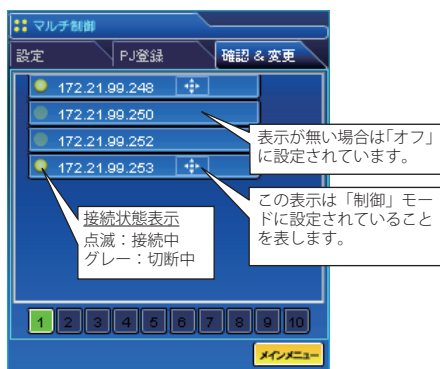 マルチ制御
設定
PJ登録
確認 & 変更
172.21.99.248
172.21.99.250
172.21.99.252
172.21.99.253
表示が無い場合は「オフ」
に設定されています。
この表示は「制御」モー
ドに設定されていること
を表します。
接続状態表示
点滅：接続中
グレー：切断中
1 2 3 4 5 6 7 8 9 10
メインメニュー